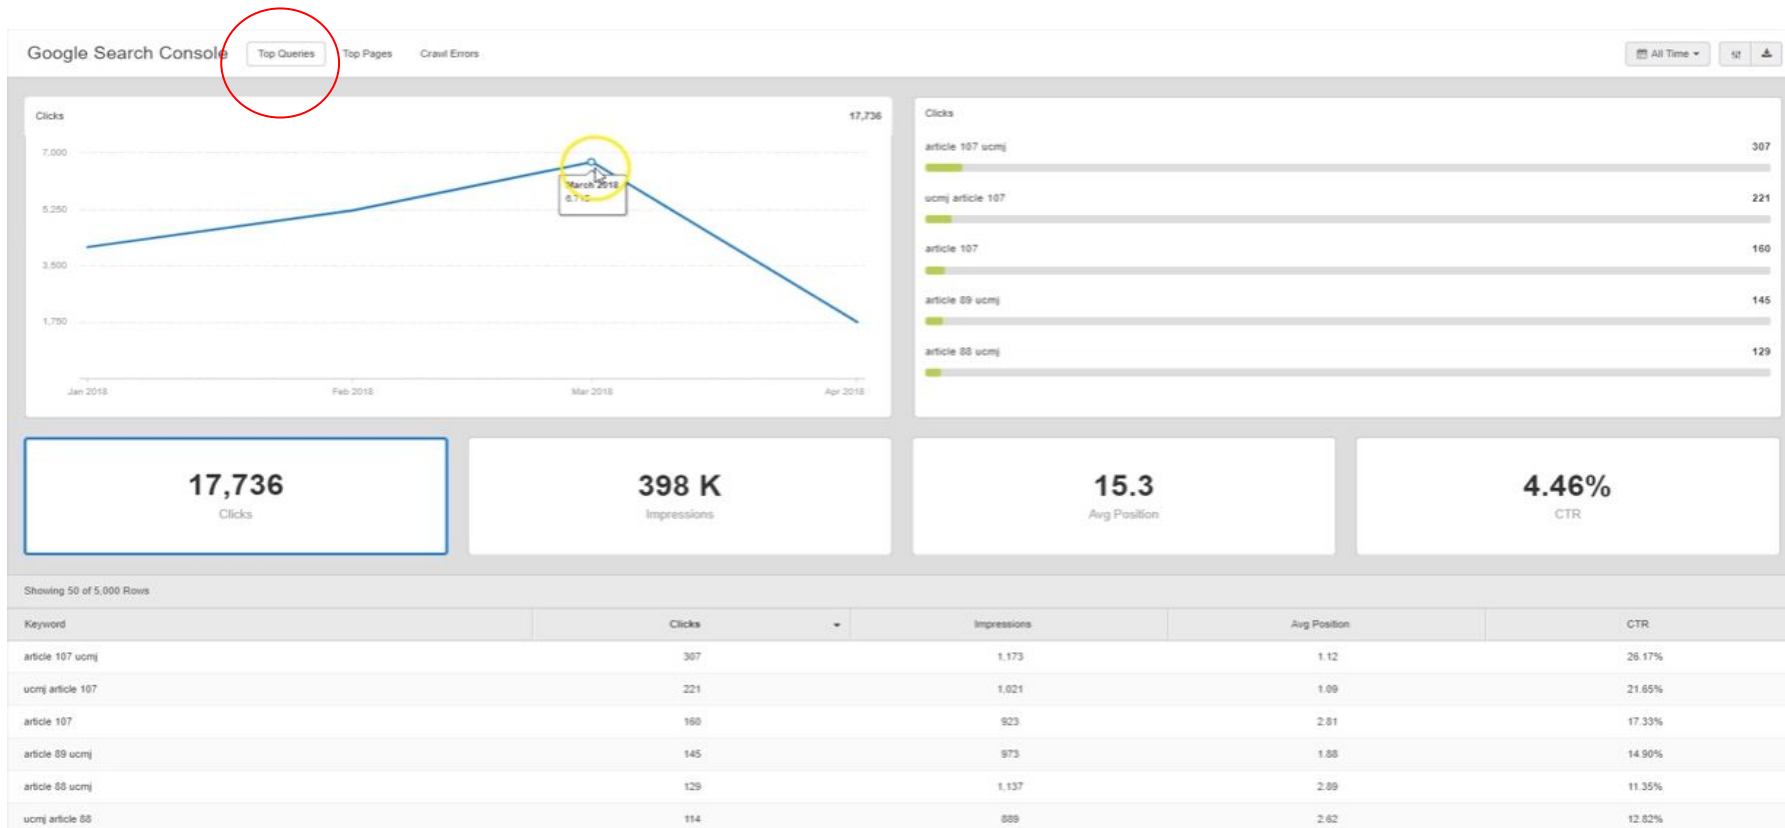 Google Search Console Top Queries Top Pages Crawl Errors All Time
Clicks 17,736
7,000
5,250
3,500
1,750
March 2018
Jan 2018 Feb 2018 Mar 2018 Apr 2018
Clicks
article 107 ucmj 307
ucmj article 107 221
article 107 160
article 89 ucmj 145
article 88 ucmj 129
17,736
Clicks
398 K
Impressions
15.3
Avg Position
4.46%
CTR
Showing 50 of 5,000 Rows
Keyword Clicks Impressions Avg Position CTR
article 107 ucmj 307 1,173 1.12 26.17%
ucmj article 107 221 1,021 1.09 21.65%
article 107 160 923 2.81 17.33%
article 89 ucmj 145 973 1.88 14.90%
article 88 ucmj 129 1,137 2.89 11.35%
ucmj article 88 114 889 2.62 12.82%